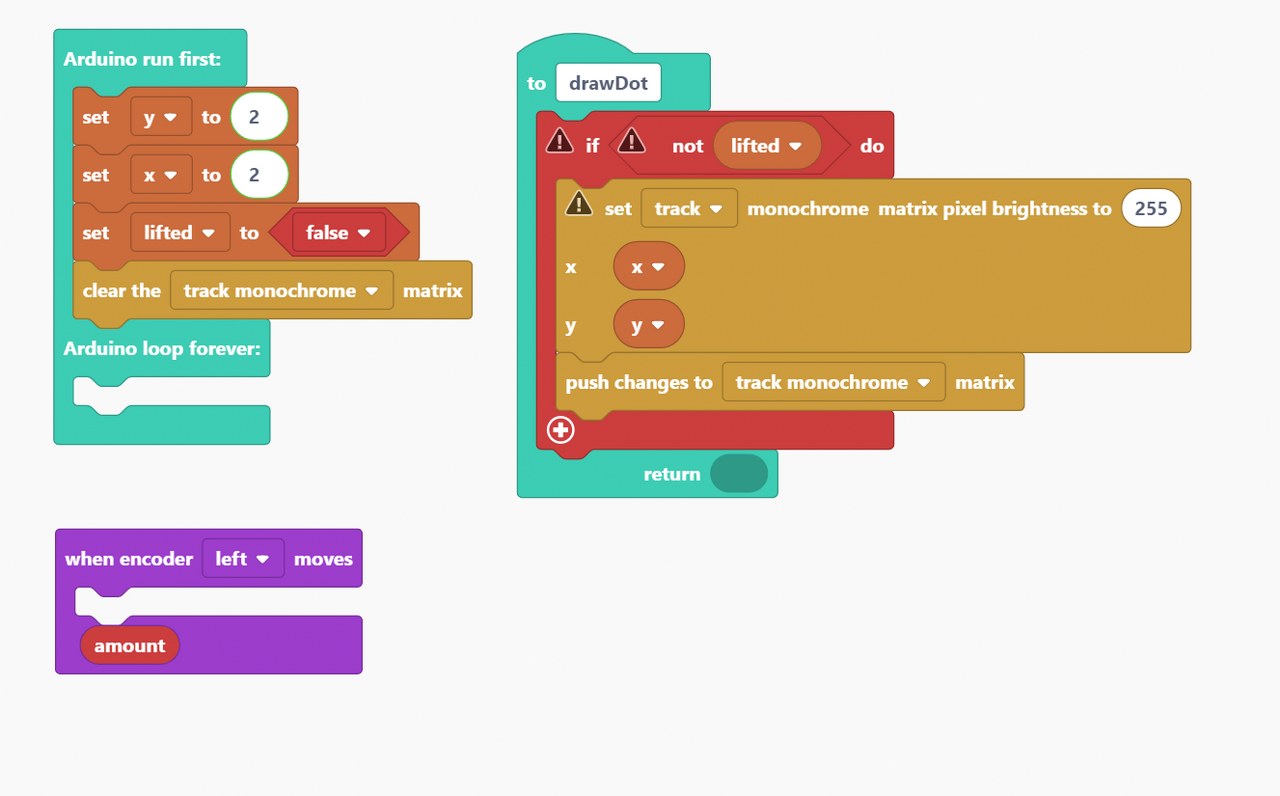 Arduino run first:
set y to 2
set x to 2
set lifted to false
clear the track monochrome matrix
Arduino loop forever:
to drawDot
if not lifted do
set track monochrome matrix pixel brightness to 255
x x
y y
push changes to track monochrome matrix
return
when encoder left moves
amount